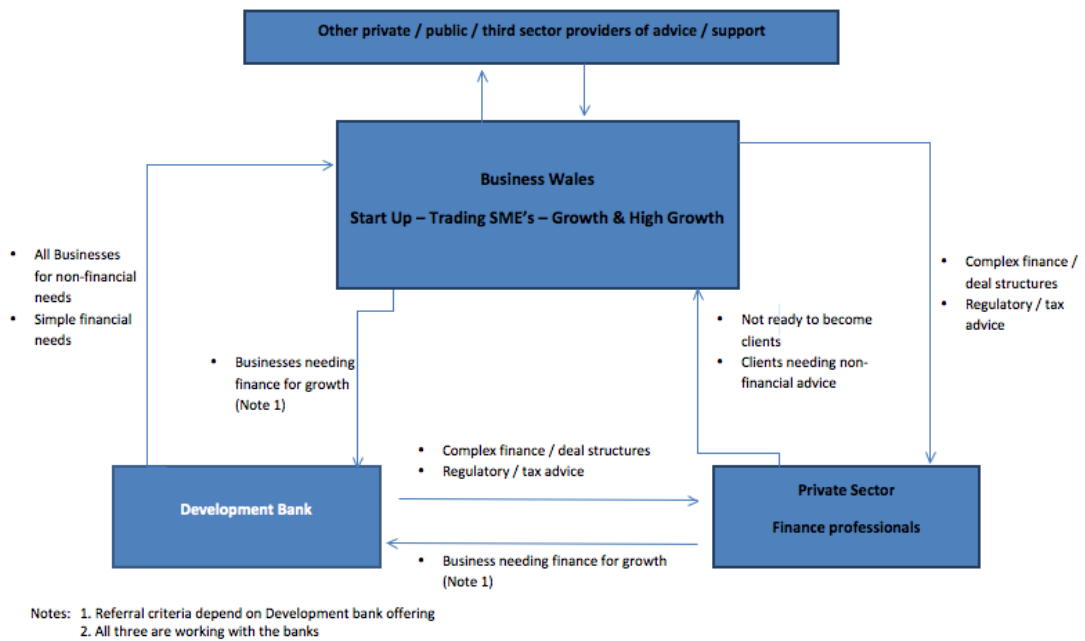 Other private / public / third sector providers of advice / support
Business Wales
Start Up – Trading SME's – Growth & High Growth
• All Businesses
for non-financial
needs
• Simple financial
needs
• Complex finance /
deal structures
• Regulatory / tax
advice
• Not ready to become
clients
• Clients needing non-
financial advice
• Businesses needing
finance for growth
(Note 1)
• Complex finance / deal structures
• Regulatory / tax advice
Development Bank
Private Sector
Finance professionals
• Business needing finance for growth
(Note 1)
Notes: 1. Referral criteria depend on Development bank offering
2. All three are working with the banks